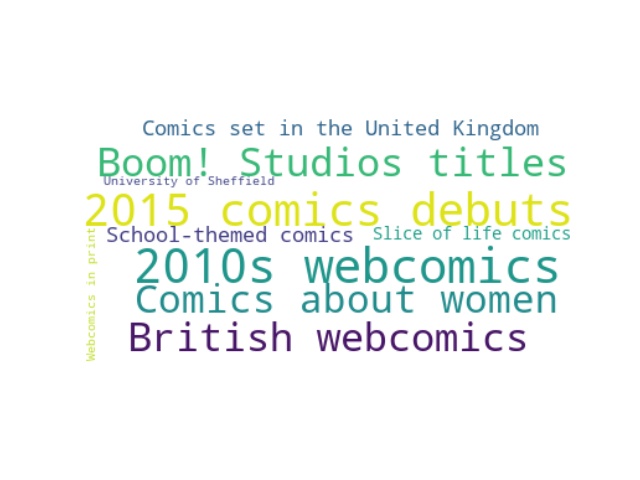 Comics set in the United Kingdom
Boom! Studios titles
University of Sheffield
2015 comics debuts
School-themed comics
Slice of life comics
2010s webcomics
Comics about women
British webcomics
Webcomics in print